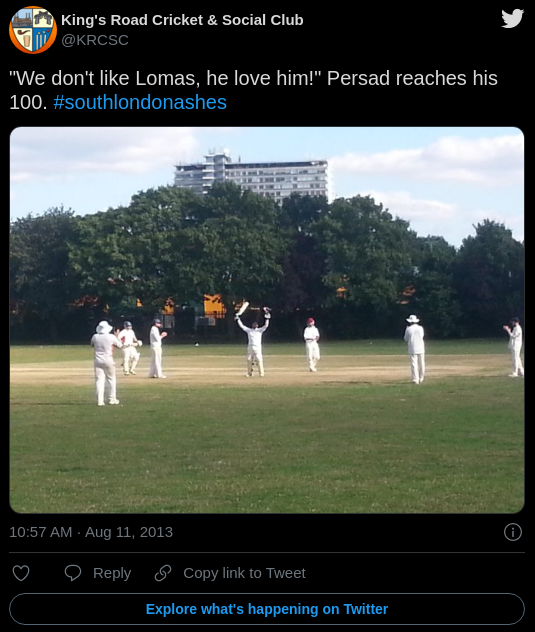 King's Road Cricket & Social Club
@KRCSC
"We don't like Lomas, he love him!" Persad reaches his
100. #southlondonashes
10:57 AM · Aug 11, 2013
Reply
Copy link to Tweet
Explore what's happening on Twitter